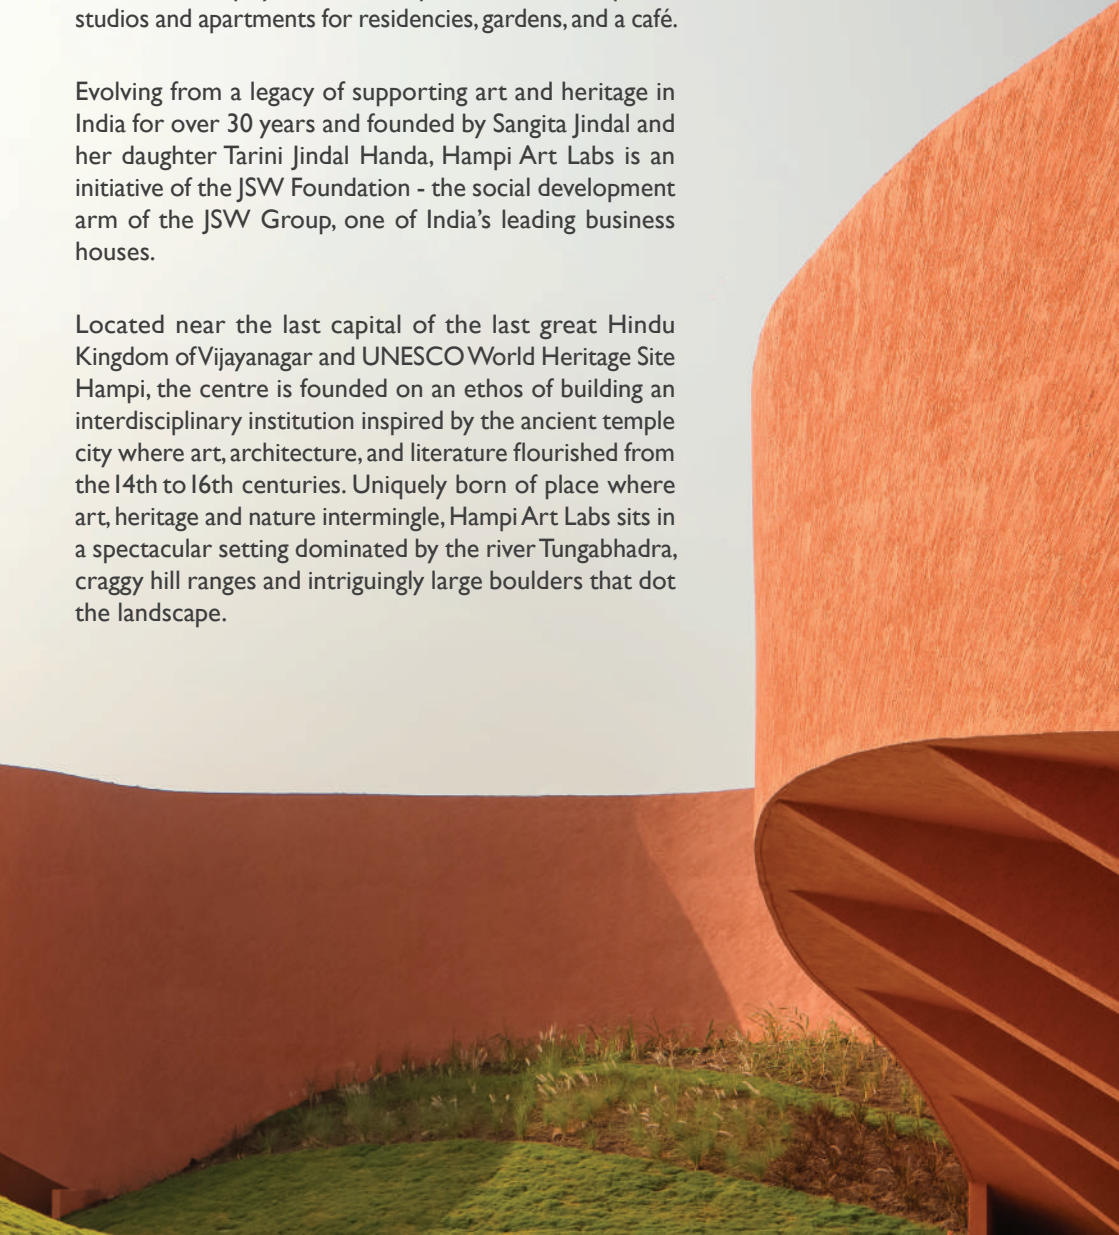 studios and apartments for residencies, gardens, and a café.
Evolving from a legacy of supporting art and heritage in
India for over 30 years and founded by Sangita Jindal and
her daughter Tarini Jindal Handa, Hampi Art Labs is an
initiative of the JSW Foundation - the social development
arm of the JSW Group, one of India’s leading business
houses.
Located near the last capital of the last great Hindu
Kingdom of Vijayanagar and UNESCO World Heritage Site
Hampi, the centre is founded on an ethos of building an
interdisciplinary institution inspired by the ancient temple
city where art, architecture, and literature flourished from
the 14th to 16th centuries. Uniquely born of place where
art, heritage and nature intermingle, Hampi Art Labs sits in
a spectacular setting dominated by the river Tungabhadra,
craggy hill ranges and intriguingly large boulders that dot
the landscape.